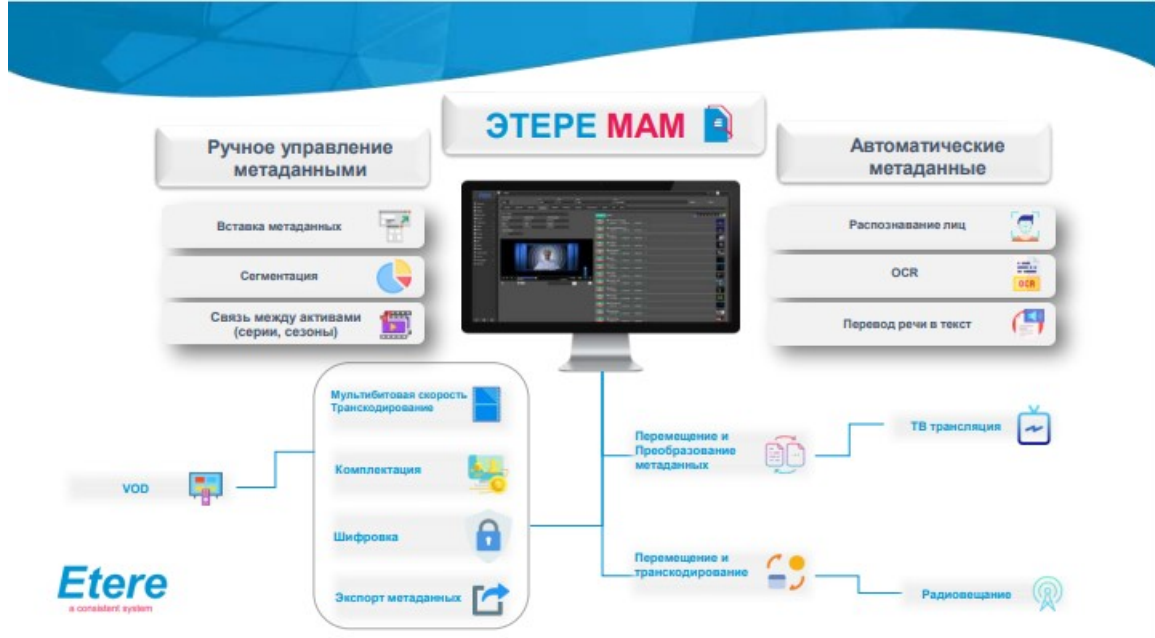 ЭТЕРЕ МАМ
Ручное управление
метаданными
Вставка метаданных
Сегментация
Связь между активами
(серии, сезоны)
Автоматические
метаданные
Распознавание лиц
OCR
OCR
Перевод речи в текст
Мультибитовая скорость
Транскодирование
Комплектация
Шифровка
Экспорт метаданных
VOD
Перемещение и
Преобразование
метаданных
ТВ трансляция
Перемещение и
транскодирование
Радиовещание
Etere
a consistent system